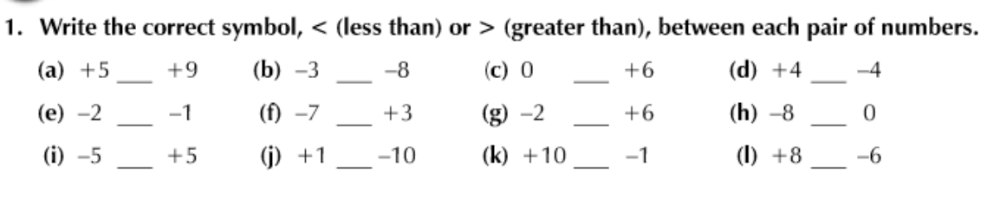 1. Write the correct symbol, < (less than) or > (greater than), between each pair of numbers.
(a) +5 ___ +9 (b) –3 ___ –8 (c) 0 ___ +6 (d) +4 ___ –4
(e) –2 ___ –1 (f) –7 ___ +3 (g) –2 ___ +6 (h) –8 ___ 0
(i) –5 ___ +5 (j) +1 ___ –10 (k) +10 ___ –1 (l) +8 ___ –6